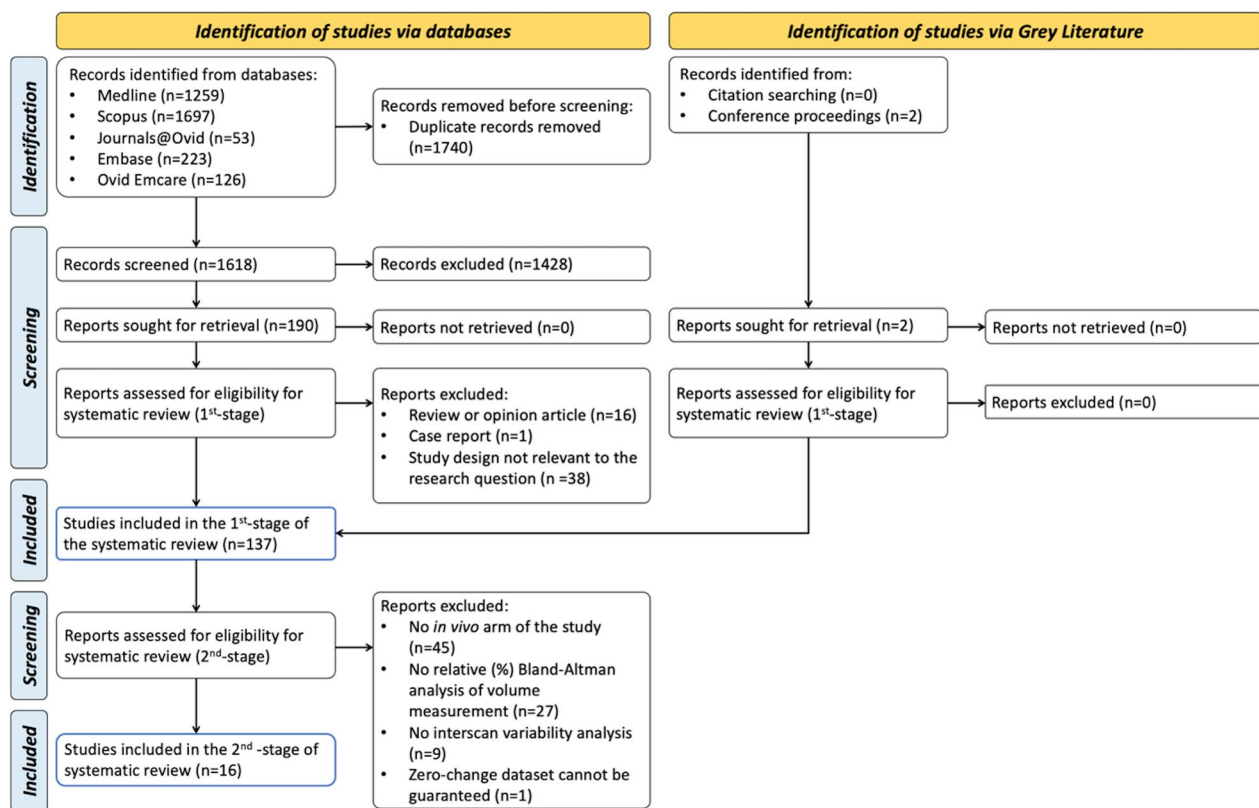 Identification of studies via databases
Identification of studies via Grey Literature
Identification
Records identified from databases:
• Medline (n=1259)
• Scopus (n=1697)
• Journals@Ovid (n=53)
• Embase (n=223)
• Ovid Emcare (n=126)
Records removed before screening:
• Duplicate records removed
(n=1740)
Records identified from:
• Citation searching (n=0)
• Conference proceedings (n=2)
Screening
Records screened (n=1618)
Records excluded (n=1428)
Reports sought for retrieval (n=190)
Reports not retrieved (n=0)
Reports sought for retrieval (n=2)
Reports not retrieved (n=0)
Reports assessed for eligibility for
systematic review (1st-stage)
Reports excluded:
• Review or opinion article (n=16)
• Case report (n=1)
• Study design not relevant to the
research question (n =38)
Reports assessed for eligibility for
systematic review (1st-stage)
Reports excluded (n=0)
Included
Studies included in the 1st-stage of
the systematic review (n=137)
Screening
Reports assessed for eligibility for
systematic review (2nd-stage)
Reports excluded:
• No in vivo arm of the study
(n=45)
• No relative (%) Bland-Altman
analysis of volume
measurement (n=27)
• No interscan variability analysis
(n=9)
• Zero-change dataset cannot be
guaranteed (n=1)
Included
Studies included in the 2nd -stage of
systematic review (n=16)